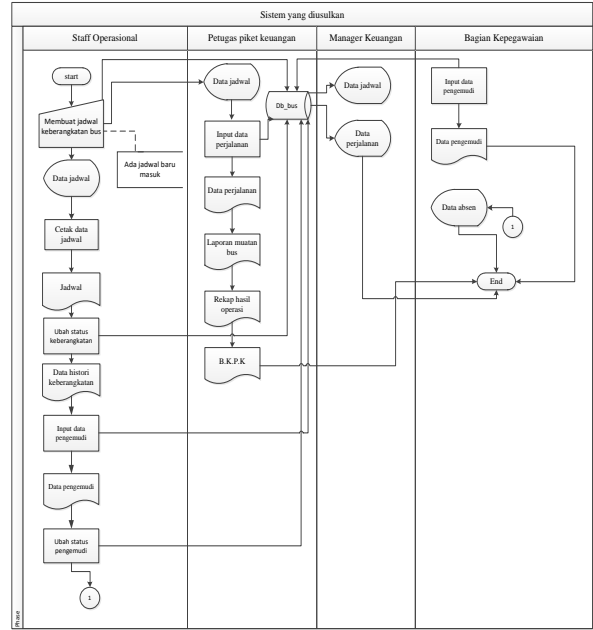 Sistem yang diusulkan
Staff Operasional
Petugas piket keuangan
Manager Keuangan
Bagian Kepegawaian
start
Membuat jadwal
keberangkatan bus
Ada jadwal baru
masuk
Data jadwal
Cetak data
jadwal
Jadwal
Ubah status
keberangkatan
Data histori
keberangkatan
Input data
pengemudi
Data pengemudi
Ubah status
pengemudi
1
Data jadwal
Input data
perjalanan
Data perjalanan
Laporan muatan
bus
Rekap hasil
operasi
B.K.P.K
Db_bus
Data jadwal
Data
perjalanan
Input data
pengemudi
Data pengemudi
Data absen
1
End
Phase